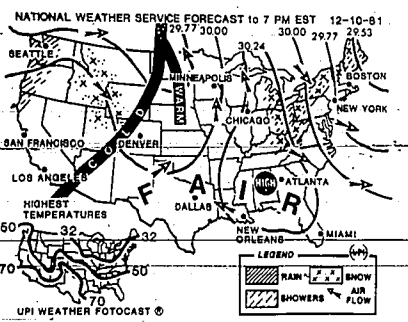 NATIONAL WEATHER SERVICE FORECAST to 7 PM EST 12-10-81
29.77 30.00 30.24 30.00 29.77 29.53
SEATTLE
MINNEAPOLIS
BOSTON
WARM
NEW YORK
CHICAGO
COLD
SAN FRANCISCO
DENVER
LOS ANGELES
FAIR
HIGH
ATLANTA
DALLAS
HIGHEST
TEMPERATURES
NEW
ORLEANS
MIAMI
50 32 32
70 50
70
LEGEND
UPI
RAIN
SNOW
SHOWERS
AIR
FLOW
UPI WEATHER FOTOCAST ®